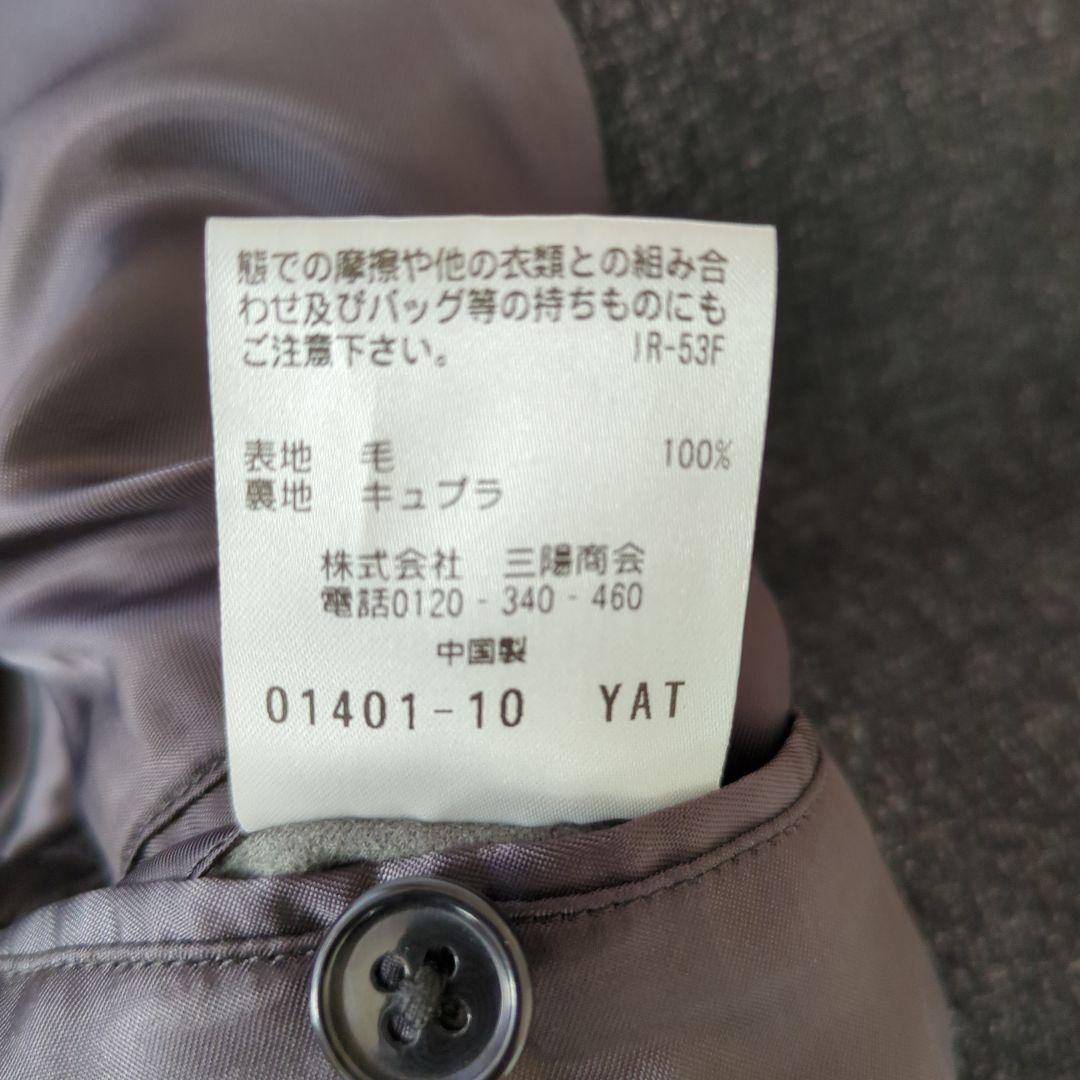 態での摩擦や他の衣類との組み合
わせ及びバッグ等の持ちものにも
ご注意下さい。 IR-53F
表地 毛 100%
裏地 キュプラ
株式会社 三陽商会
電話0120-340-460
中国製
01401-10 YAT